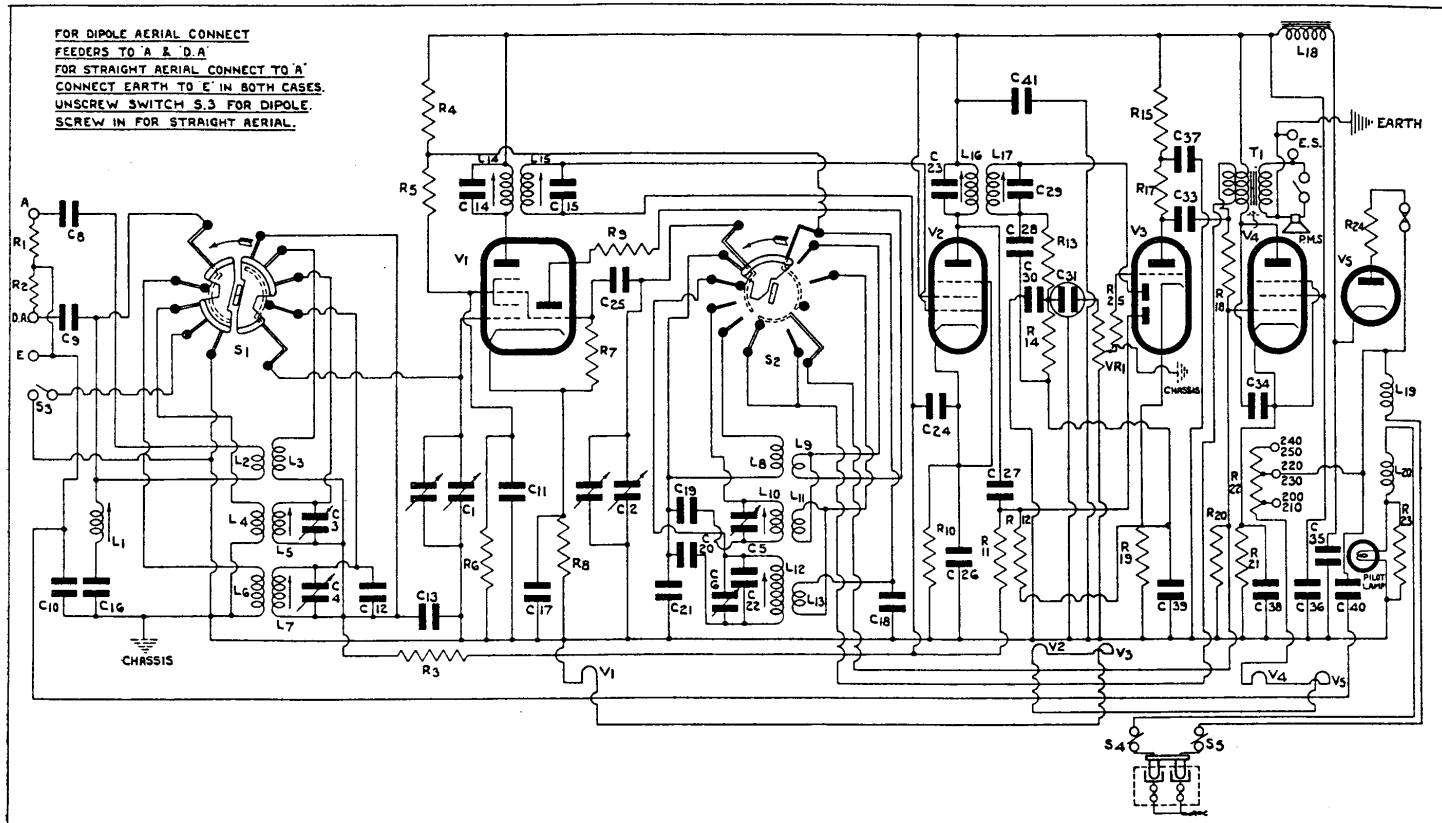 FOR DIPOLE AERIAL CONNECT
FEEDERS TO 'A' & 'D.A'
FOR STRAIGHT AERIAL CONNECT TO 'A'
CONNECT EARTH TO 'E' IN BOTH CASES.
UNSCREW SWITCH S.3 FOR DIPOLE.
SCREW IN FOR STRAIGHT AERIAL.
L18
C41
R4
R15
C37
EARTH
E.S.
T1
L14
L15
C23
L16
L17
R5
C14
C15
C29
R17
C33
A
C8
R1
R9
V1
C28
R13
V2
V3
V4
P.M.S
R24
V5
R2
C25
C30
C31
R25
R18
D.A
C9
S1
R7
S2
R14
E
VR1
CHASSIS
S3
C24
C34
L19
L2
L3
L8
L9
240
250
220
230
200
210
R22
L20
C11
C27
L4
C3
L5
C1
C2
C19
L10
L11
R12
R20
R23
L1
C20
C5
R10
R11
R19
R21
C35
R6
R8
L12
L6
C4
C6
C22
PILOT LAMP
C10
C16
L7
C12
C13
C17
C21
L13
C18
C26
C39
C38
C36
C40
CHASSIS
R3
V1
V2
V3
V4
V5
S4
S5